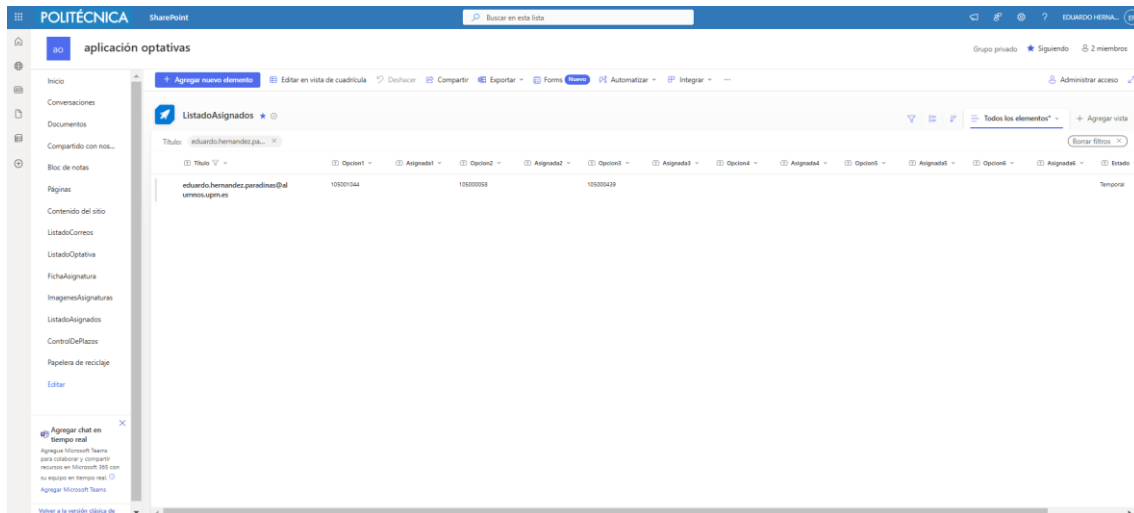 POLITÉCNICA SharePoint Buscar en esta lista ? EDUARDO HERNA...
ao aplicación optativas Grupo privado Siguiendo 2 miembros
+ Agregar nuevo elemento Editar en vista de cuadrícula Deshacer Compartir Exportar Forms Nuevo Automatizar Integrar ... Administrar acceso
Inicio
Conversaciones
Documentos
Compartido con nos...
Bloc de notas
Páginas
Contenido del sitio
ListadoCorreos
ListadoOptativa
FichaAsignatura
ImagenesAsignaturas
ListadoAsignados
ControlDePlazos
Papelera de reciclaje
Editar
Agregar chat en
tiempo real
Agregue Microsoft Teams
para colaborar y compartir
recursos en Microsoft 365 con
su equipo en tiempo real.
Agregar Microsoft Teams
Volver a la versión clásica de
ListadoAsignados Todos los elementos* + Agregar vista
Título: eduardo.hernandez.pa... × Borrar filtros ×
Título Opcion1 Asignada1 Opcion2 Asignada2 Opcion3 Asignada3 Opcion4 Asignada4 Opcion5 Asignada5 Opcion6 Asignada6 Estado
eduardo.hernandez.paradinas@al 105001044 105000058 105000439 Temporal
umnos.upm.es